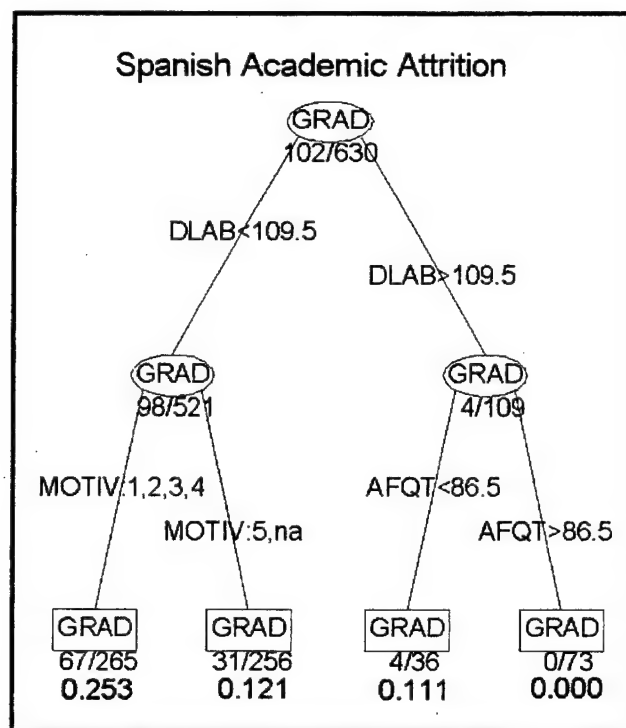 Spanish Academic Attrition
GRAD
102/630
DLAB<109.5
DLAB>109.5
GRAD
98/521
GRAD
4/109
MOTIV:1,2,3,4
MOTIV:5,na
AFQT<86.5
AFQT>86.5
GRAD
67/265
0.253
GRAD
31/256
0.121
GRAD
4/36
0.111
GRAD
0/73
0.000